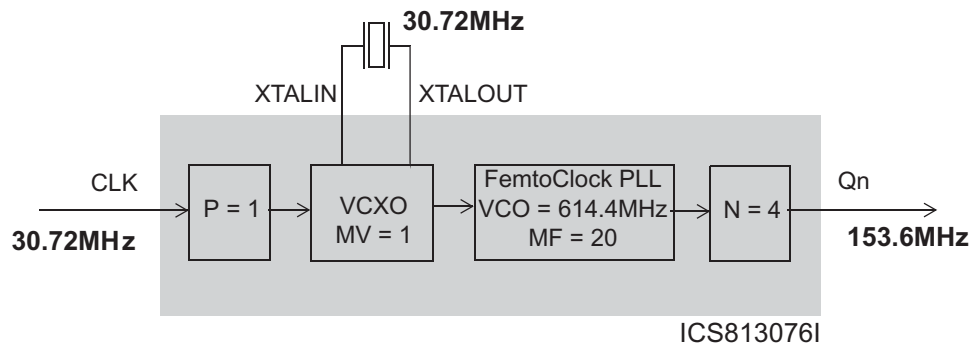 30.72MHz
XTALIN
XTALOUT
CLK
30.72MHz
P = 1
VCXO
MV = 1
FemtoClock PLL
VCO = 614.4MHz
MF = 20
N = 4
Qn
153.6MHz
ICS813076I